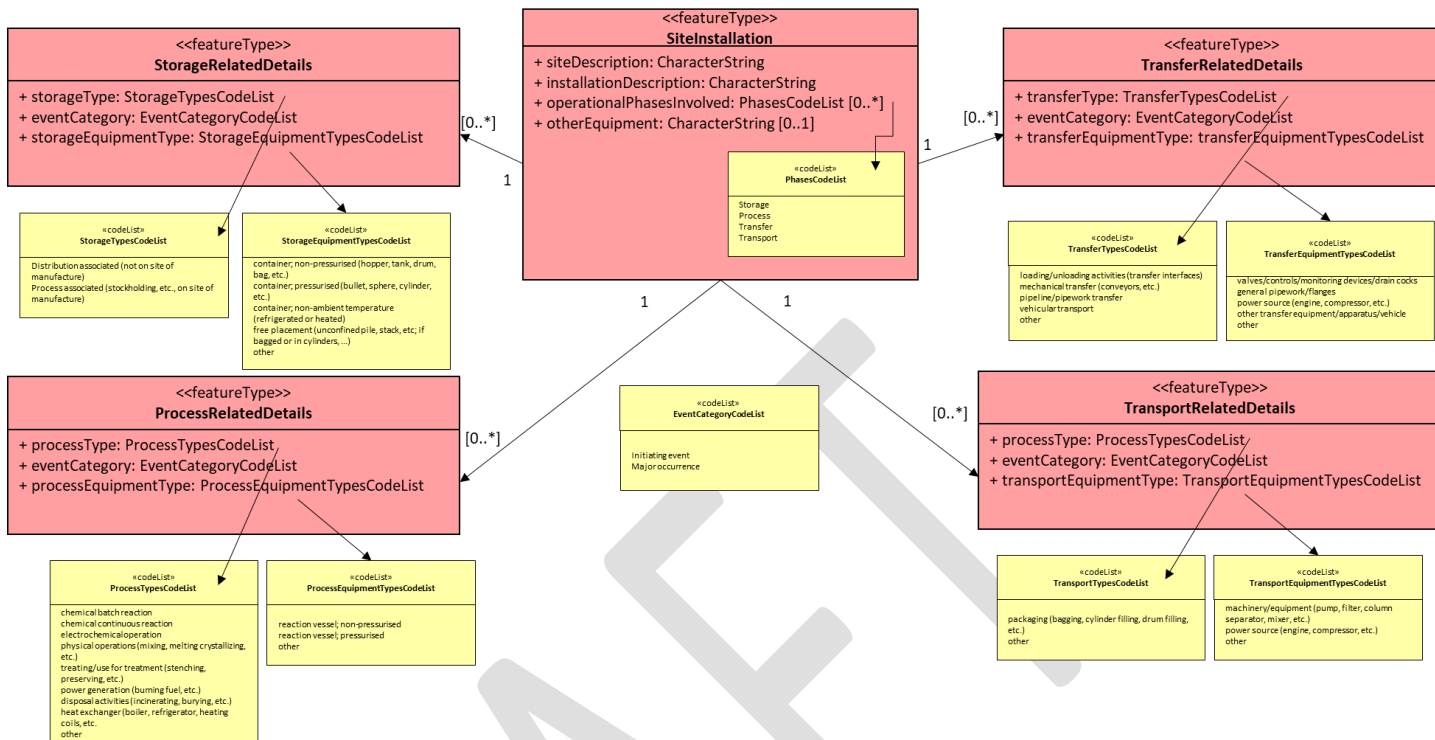 <<featureType>>
SiteInstallation
+ siteDescription: CharacterString
+ installationDescription: CharacterString
+ operationalPhasesInvolved: PhasesCodeList [0..*]
+ otherEquipment: CharacterString [0..1]
«codeList»
PhasesCodeList
Storage
Process
Transfer
Transport
<<featureType>>
StorageRelatedDetails
+ storageType: StorageTypesCodeList
+ eventCategory: EventCategoryCodeList
+ storageEquipmentType: StorageEquipmentTypesCodeList
[0..*]
1
<<featureType>>
TransferRelatedDetails
+ transferType: TransferTypesCodeList
+ eventCategory: EventCategoryCodeList
+ transferEquipmentType: transferEquipmentTypesCodeList
[0..*]
1
«codeList»
StorageTypesCodeList
Distribution associated (not on site of
manufacture)
Process associated (stockholding, etc., on site of
manufacture)
«codeList»
StorageEquipmentTypesCodeList
container; non-pressurised (hopper, tank, drum,
bag, etc.)
container; pressurised (bullet, sphere, cylinder,
etc.)
container; non-ambient temperature
(refrigerated or heated)
free placement (unconfined pile, stack, etc; if
bagged or in cylinders, ...)
other
«codeList»
TransferTypesCodeList
loading/unloading activities (transfer interfaces)
mechanical transfer (conveyors, etc.)
pipeline/pipework transfer
vehicular transport
other
«codeList»
TransferEquipmentTypesCodeList
valves/controls/monitoring devices/drain cocks
general pipework/flanges
power source (engine, compressor, etc.)
other transfer equipment/apparatus/vehicle
other
1
1
<<featureType>>
ProcessRelatedDetails
+ processType: ProcessTypesCodeList
+ eventCategory: EventCategoryCodeList
+ processEquipmentType: ProcessEquipmentTypesCodeList
[0..*]
«codeList»
EventCategoryCodeList
Initiating event
Major occurrence
<<featureType>>
TransportRelatedDetails
+ processType: ProcessTypesCodeList
+ eventCategory: EventCategoryCodeList
+ transportEquipmentType: TransportEquipmentTypesCodeList
[0..*]
«codeList»
ProcessTypesCodeList
chemical batch reaction
chemical continuous reaction
electrochemical operation
physical operations (mixing, melting crystallizing,
etc.)
treating/use for treatment (stenching,
preserving, etc.)
power generation (burning fuel, etc.)
disposal activities (incinerating, burying, etc.)
heat exchanger (boiler, refrigerator, heating
coils, etc.
other
«codeList»
ProcessEquipmentTypesCodeList
reaction vessel; non-pressurised
reaction vessel; pressurised
other
«codeList»
TransportTypesCodeList
packaging (bagging, cylinder filling, drum filling,
etc.)
other
«codeList»
TransportEquipmentTypesCodeList
machinery/equipment (pump, filter, column
separator, mixer, etc.)
power source (engine, compressor, etc.)
other